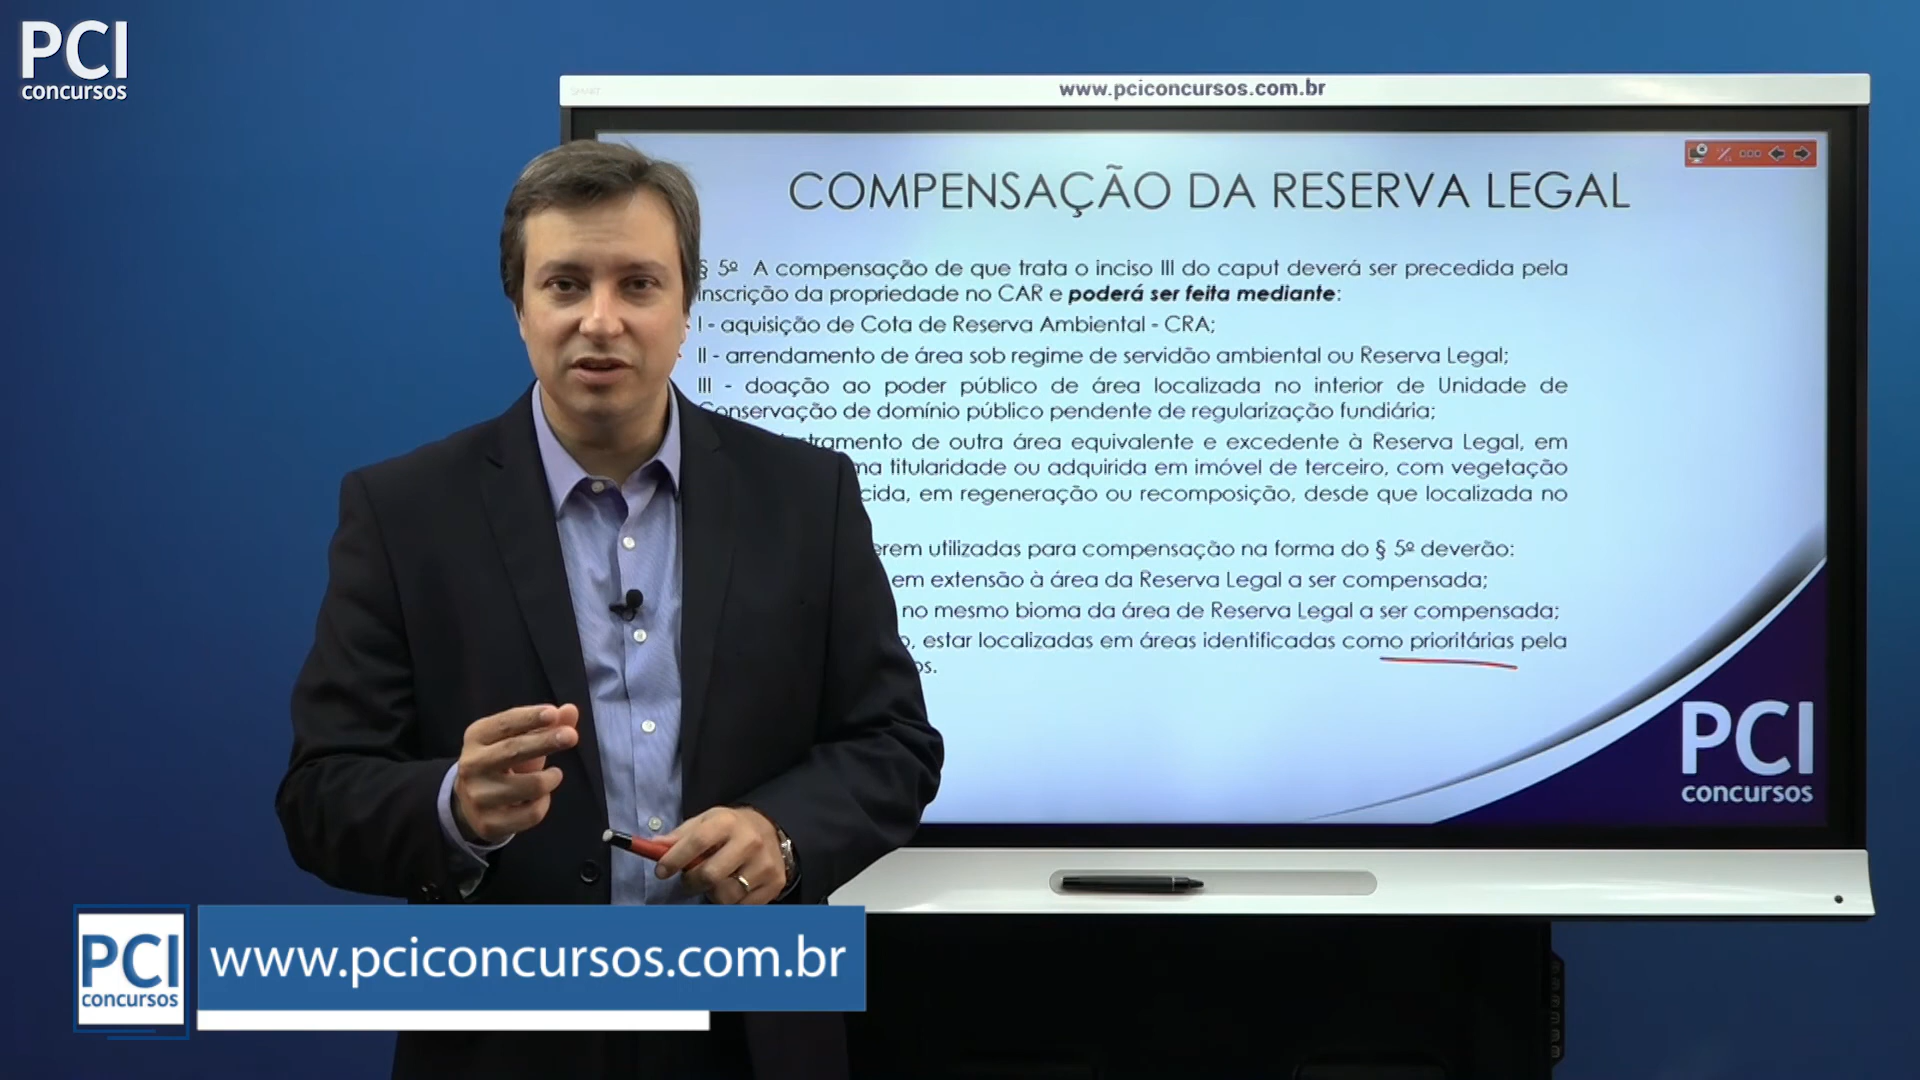 PCI
concursos
www.pciconcursos.com.br
COMPENSAÇÃO DA RESERVA LEGAL
§ 5º A compensação de que trata o inciso III do caput deverá ser precedida pela
inscrição da propriedade no CAR e poderá ser feita mediante:
I - aquisição de Cota de Reserva Ambiental - CRA;
II - arrendamento de área sob regime de servidão ambiental ou Reserva Legal;
III - doação ao poder público de área localizada no interior de Unidade de
Conservação de domínio público pendente de regularização fundiária;
de outra área equivalente e excedente à Reserva Legal, em
titularidade ou adquirida em imóvel de terceiro, com vegetação
em regeneração ou recomposição, desde que localizada no
utilizadas para compensação na forma do § 5º deverão:
em extensão à área da Reserva Legal a ser compensada;
no mesmo bioma da área de Reserva Legal a ser compensada;
estar localizadas em áreas identificadas como prioritárias pela
PCI
concursos
PCI
concursos
www.pciconcursos.com.br